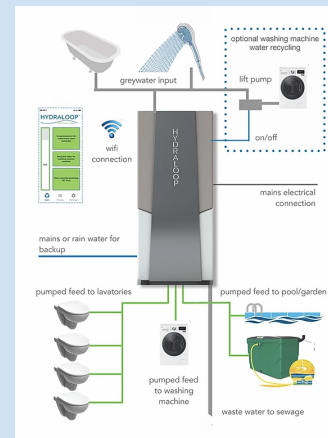 optional washing machine
water recycling
greywater input
lift pump
HYDRALOOP
wifi
connection
on/off
HYDRALOOP
mains electrical
connection
mains or rain water for
backup
pumped feed to lavatories
pumped feed to pool/garden
pumped feed
to washing
machine
waste water to sewage